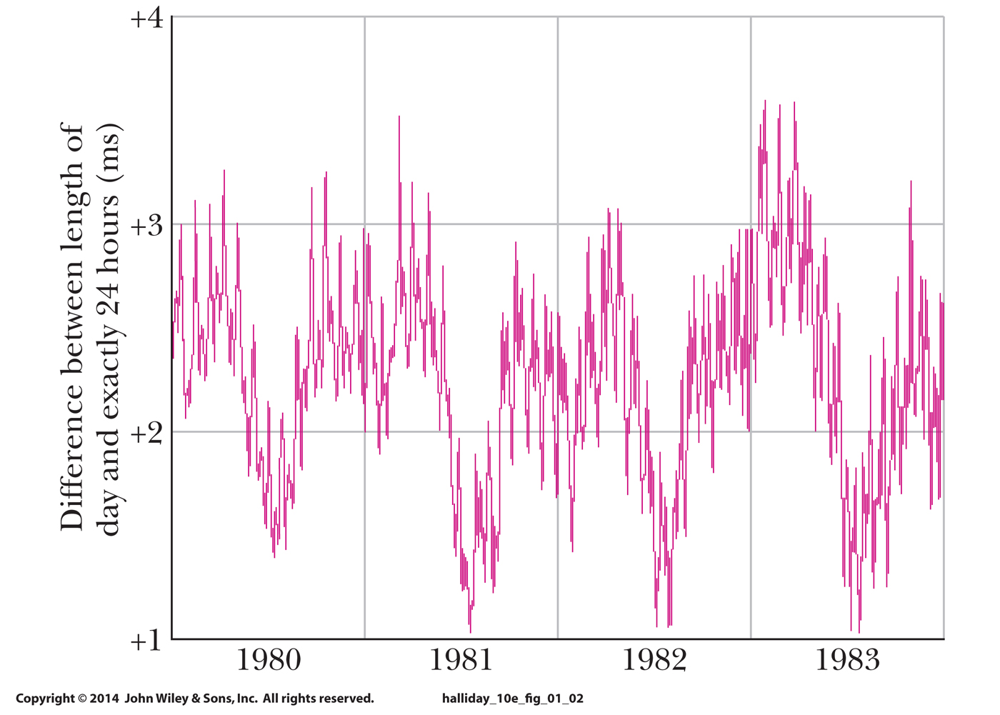 +4
+3
+2
+1
Difference between length of
day and exactly 24 hours (ms)
1980 1981 1982 1983
Copyright © 2014 John Wiley & Sons, Inc. All rights reserved. halliday_10e_fig_01_02